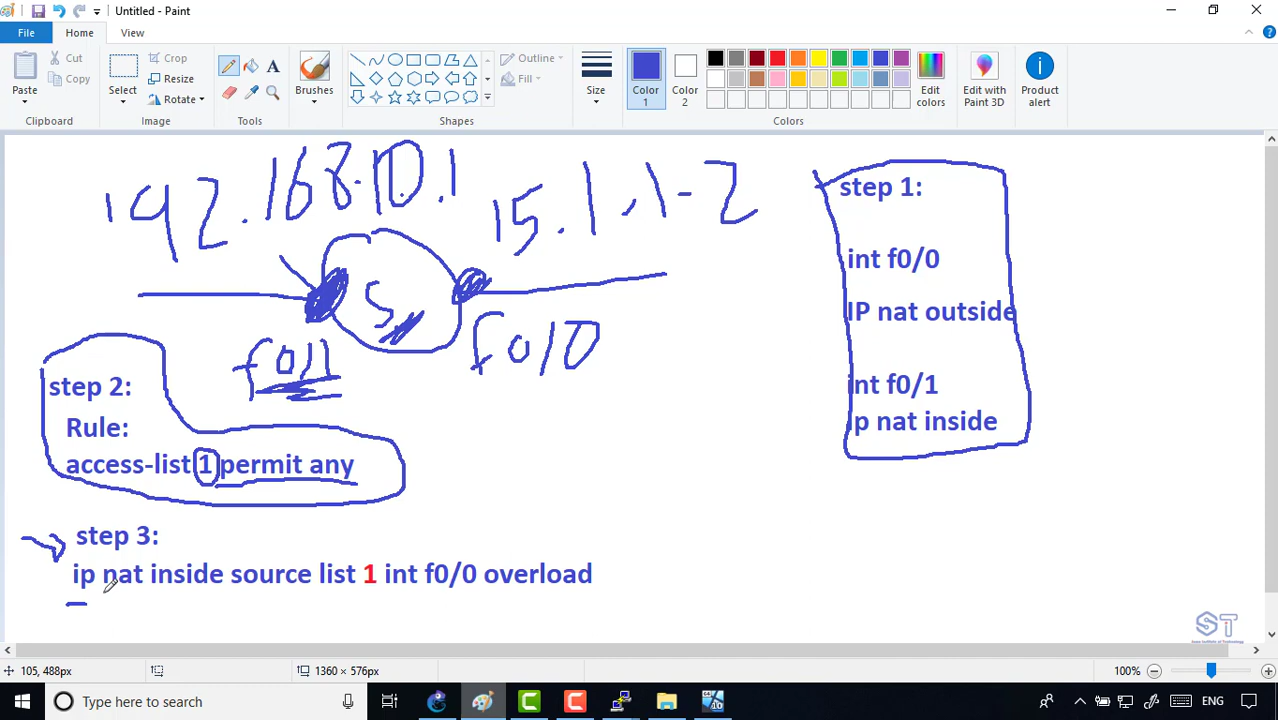 Untitled - Paint
File Home View
Paste
Cut
Copy
Clipboard
Select
Crop
Resize
Rotate
Image
A
Tools
Brushes
Outline
Fill
Shapes
Size
Color 1
Color 2
Edit colors
Edit with Paint 3D
Product alert
Colors
192.168.10.1
15.1.1.2
S
f0/1
f0/0
step 1:
int f0/0
IP nat outside
int f0/1
ip nat inside
step 2:
Rule:
access-list 1 permit any
step 3:
ip nat inside source list 1 int f0/0 overload
ST
105, 488px
1360 × 576px
100%
Type here to search
ENG